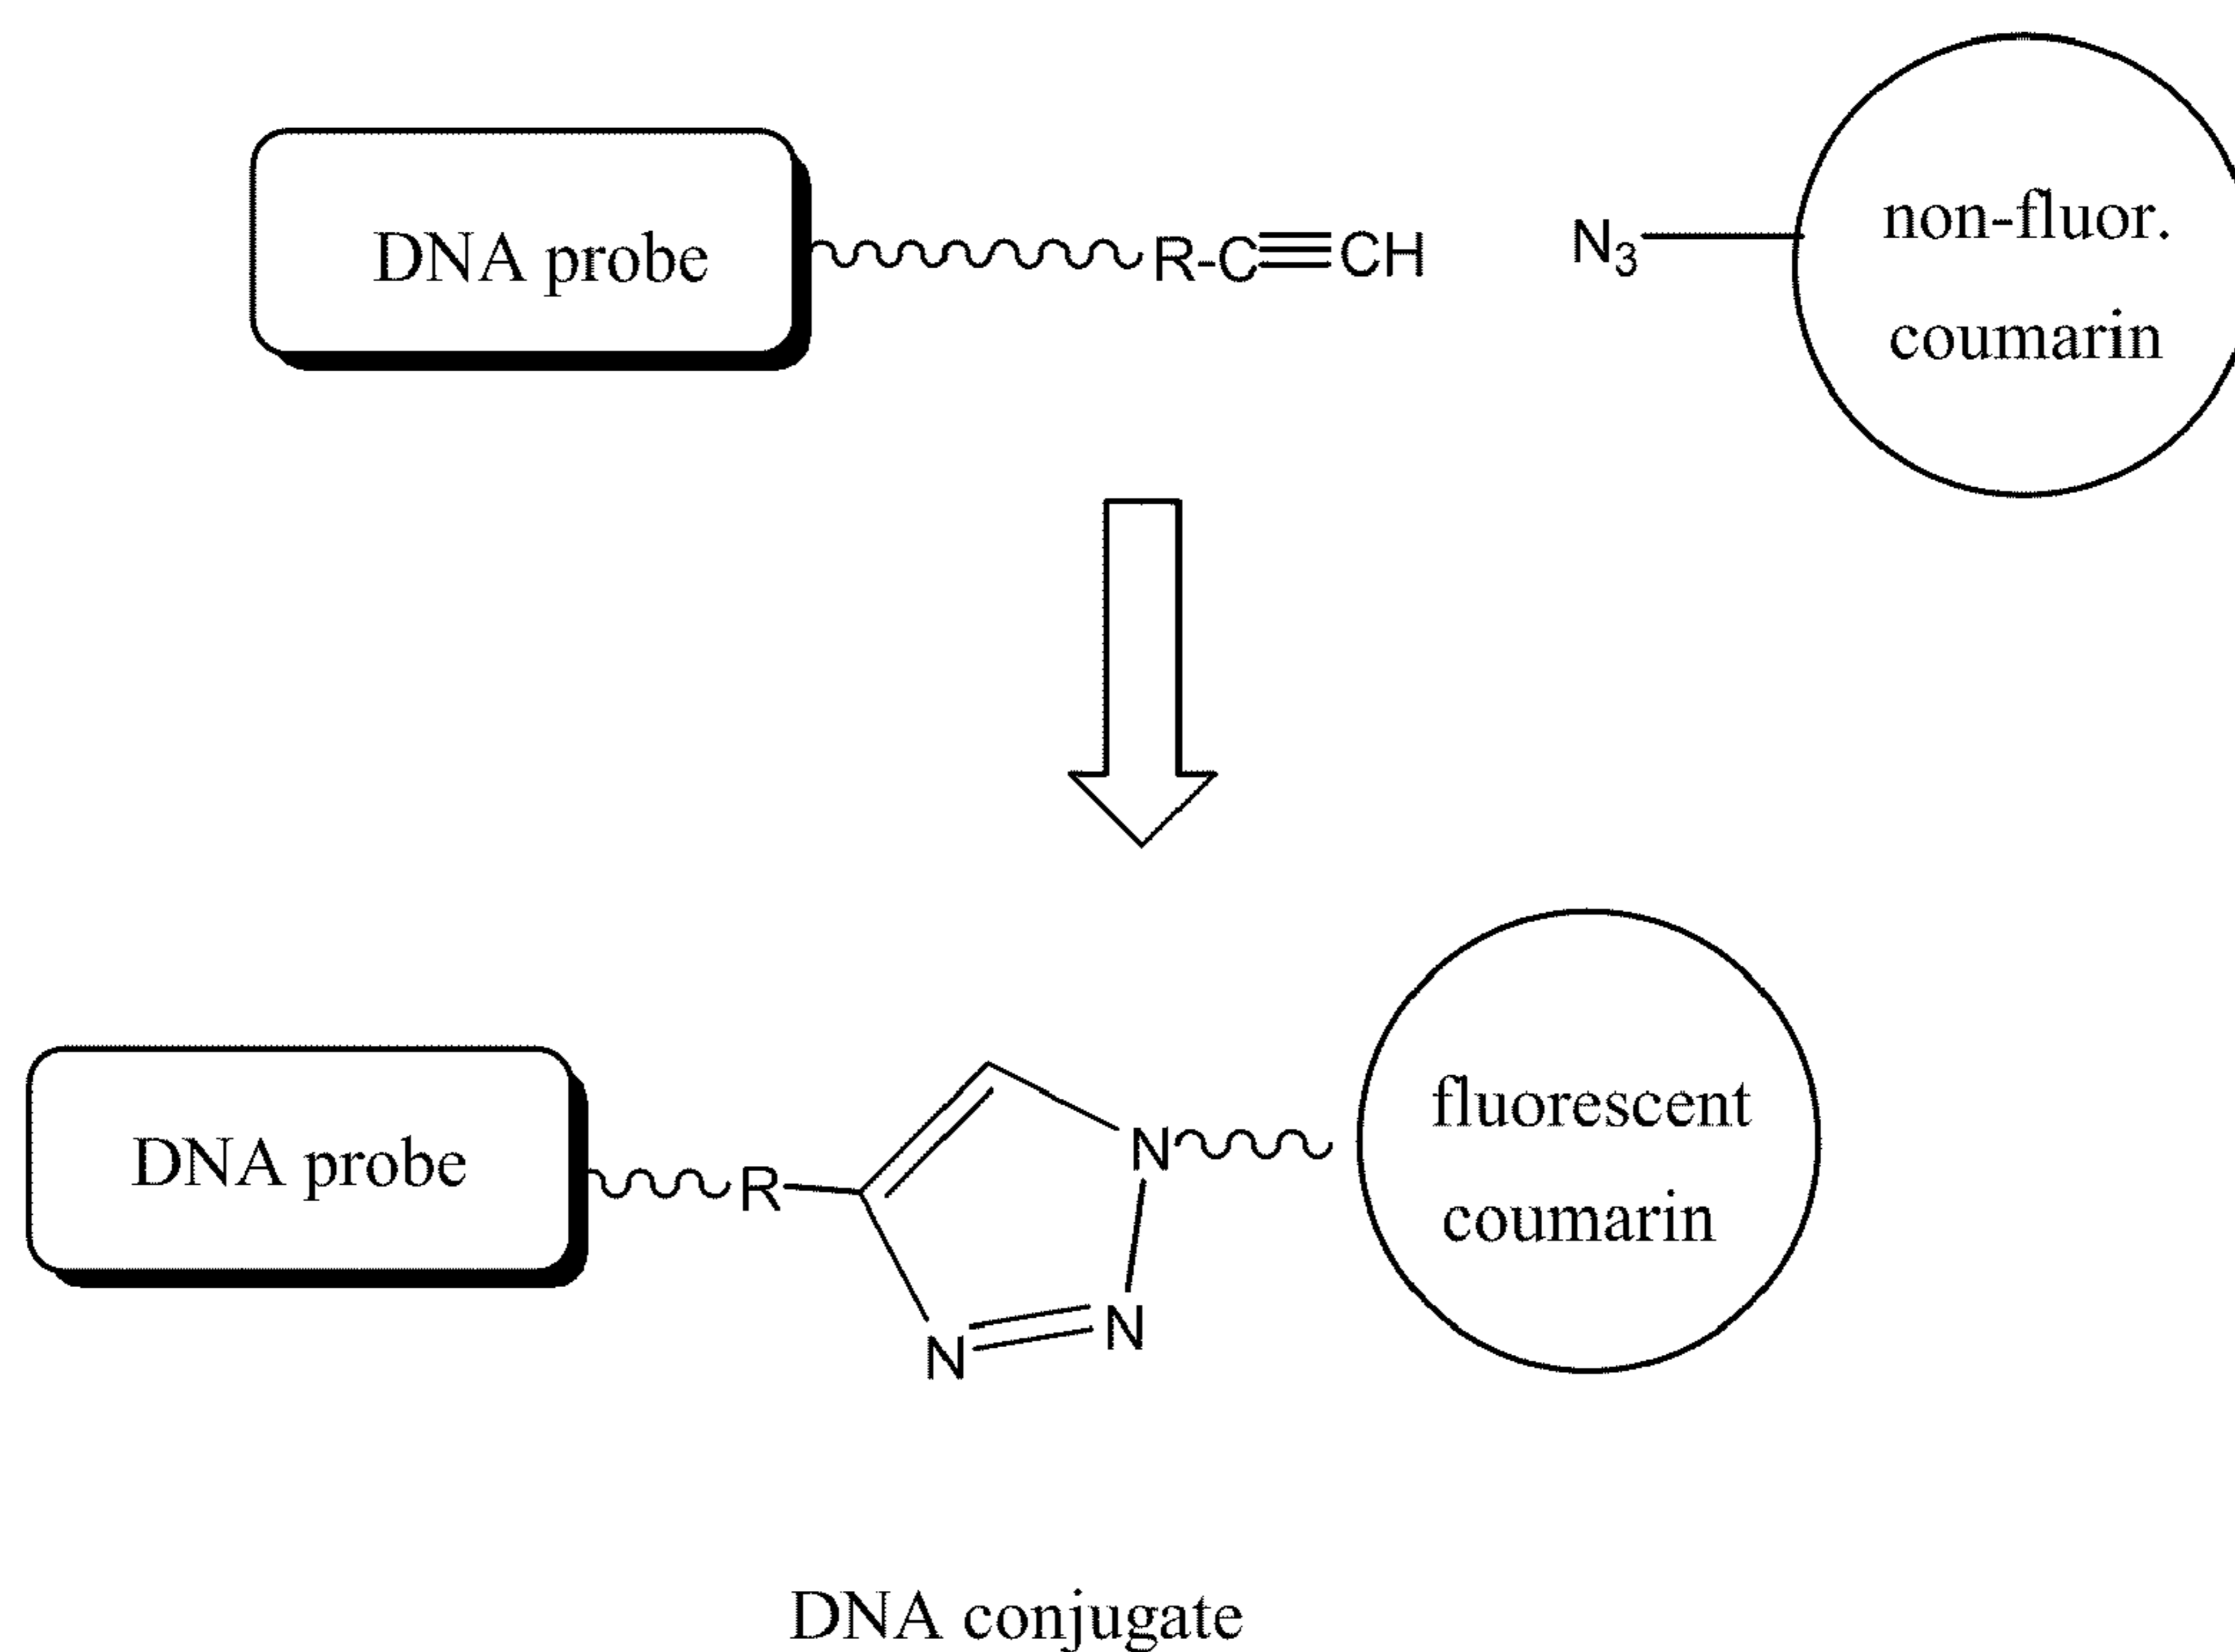 DNA probe
R-C≡CH
N₃
non-fluor.
coumarin
DNA probe
R
N
N
N
fluorescent
coumarin
DNA conjugate